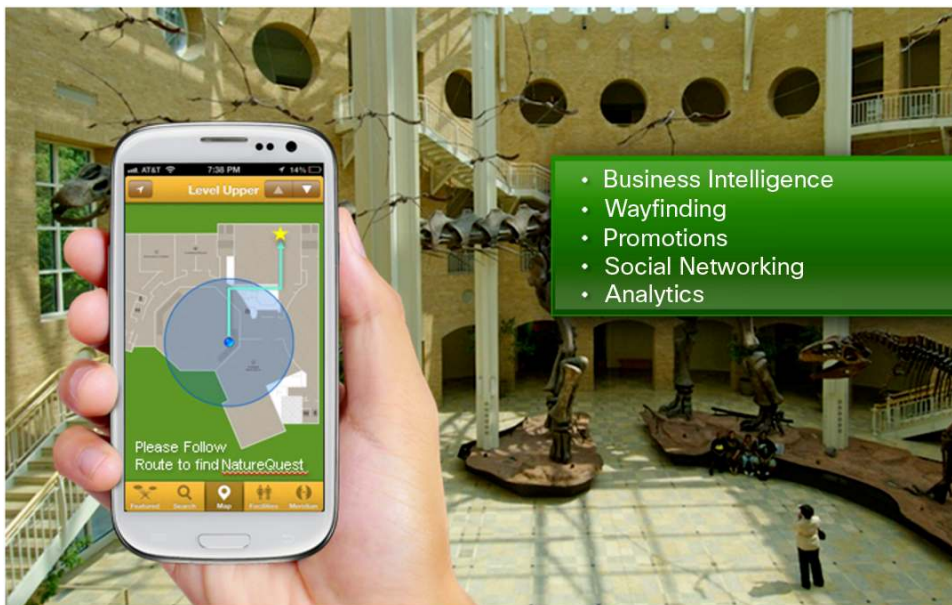 AT&T 7:38 PM 14%
Level Upper
Please Follow
Route to find NatureQuest
Featured Search Map Facilities Meridian
• Business Intelligence
• Wayfinding
• Promotions
• Social Networking
• Analytics